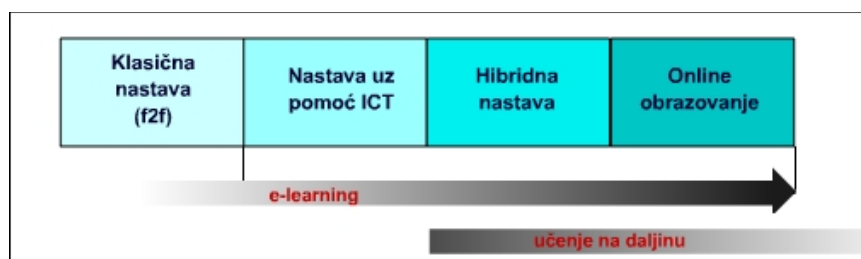 Klasična
nastava
(f2f)
Nastava uz
pomoć ICT
Hibridna
nastava
Online
obrazovanje
e-learning
učenje na daljinu